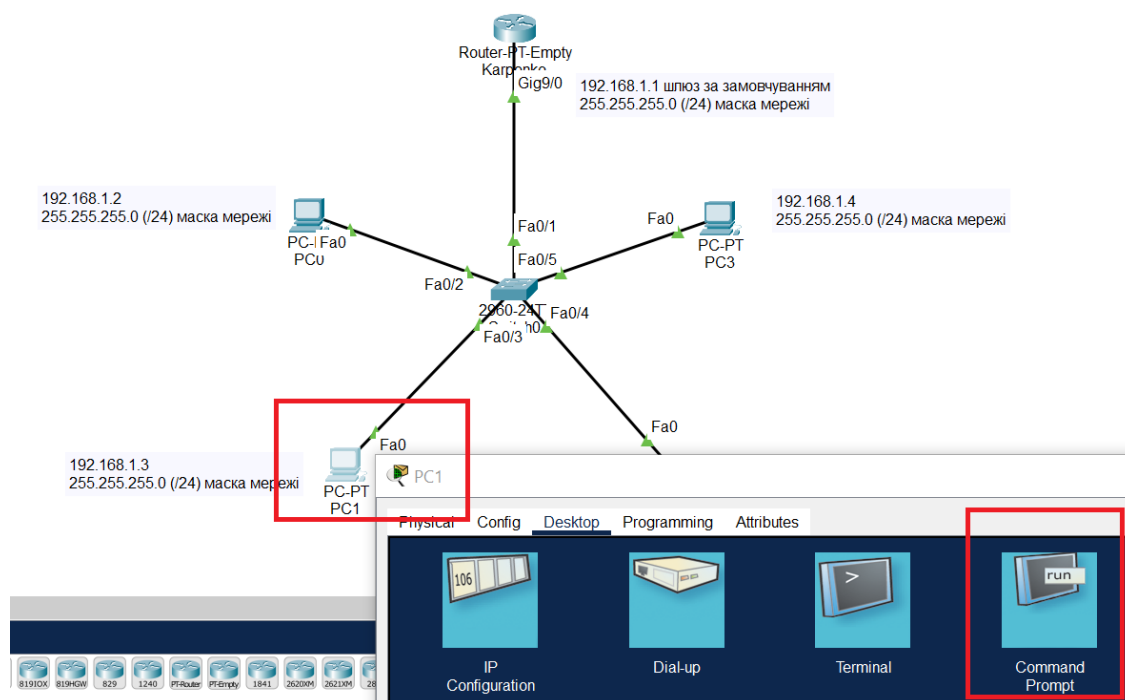 Router-PT-Empty
Karpenko
Gig9/0
192.168.1.1 шлюз за замовчуванням
255.255.255.0 (/24) маска мережі
192.168.1.2
255.255.255.0 (/24) маска мережі
192.168.1.4
255.255.255.0 (/24) маска мережі
Fa0/1
Fa0
PC-PT
PC3
Fa0
PC0
Fa0/5
Fa0/2
2960-24T
Fa0/4
Fa0/3
Fa0
Fa0
192.168.1.3
255.255.255.0 (/24) маска мережі
PC-PT
PC1
PC1
Physical Config Desktop Programming Attributes
106
>
run
IP
Configuration
Dial-up
Terminal
Command
Prompt
819IOX 819HGW 829 1240 PT-Router PT-Empty 1841 2620XM 2621XM